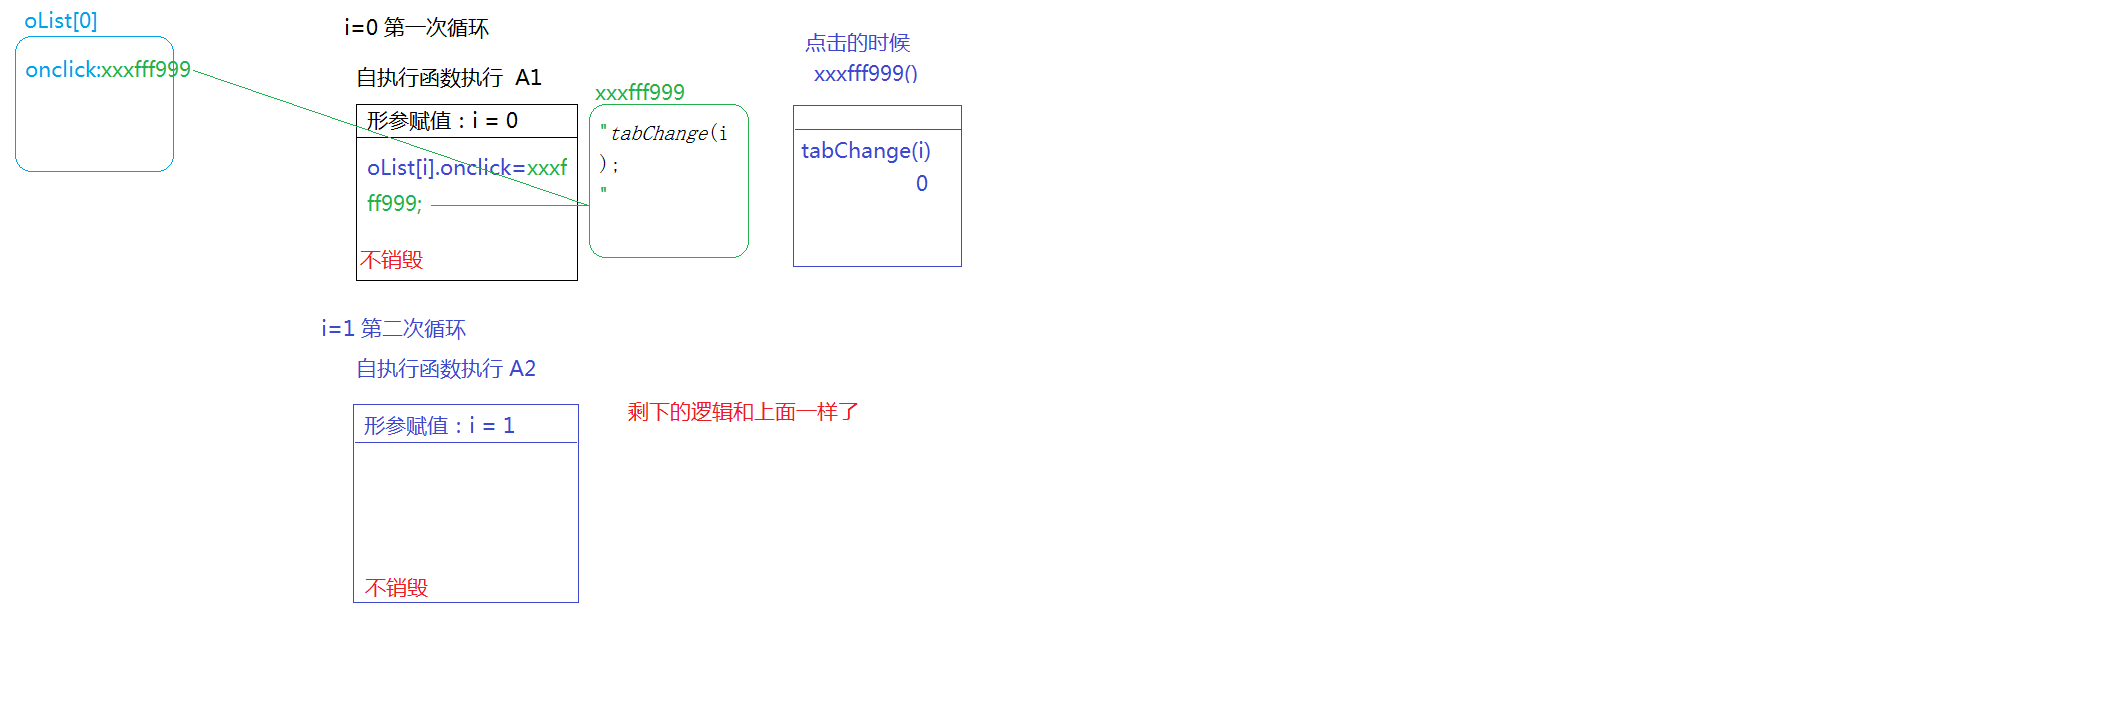 oList[0]
onclick:xxxfff999
i=0 第一次循环
自执行函数执行 A1
形参赋值：i = 0
oList[i].onclick=xxxf
ff999;
不销毁
xxxfff999
"tabChange(i
);
"
点击的时候
xxxfff999()
tabChange(i)
0
i=1 第二次循环
自执行函数执行 A2
形参赋值：i = 1
不销毁
剩下的逻辑和上面一样了